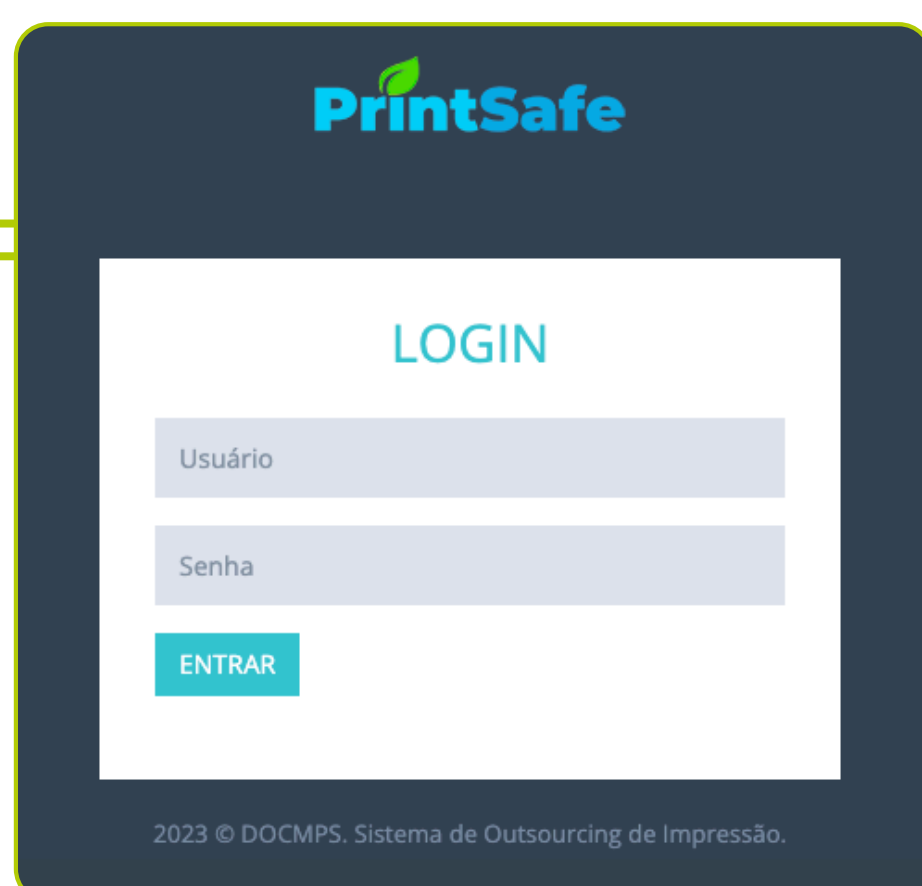 PrintSafe
LOGIN
Usuário
Senha
ENTRAR
2023 © DOCMPS. Sistema de Outsourcing de Impressão.